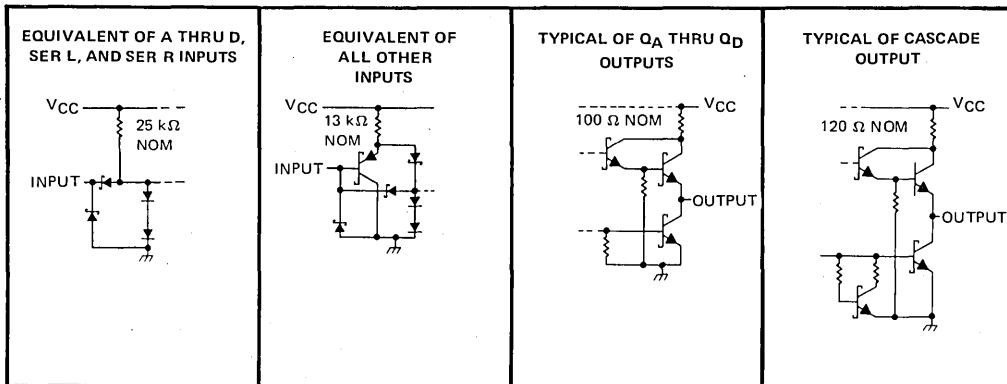 EQUIVALENT OF A THRU D,
SER L, AND SER R INPUTS
VCC
25 kΩ
NOM
INPUT
EQUIVALENT OF
ALL OTHER
INPUTS
VCC
13 kΩ
NOM
INPUT
TYPICAL OF QA THRU QD
OUTPUTS
VCC
100 Ω NOM
OUTPUT
TYPICAL OF CASCADE
OUTPUT
VCC
120 Ω NOM
OUTPUT